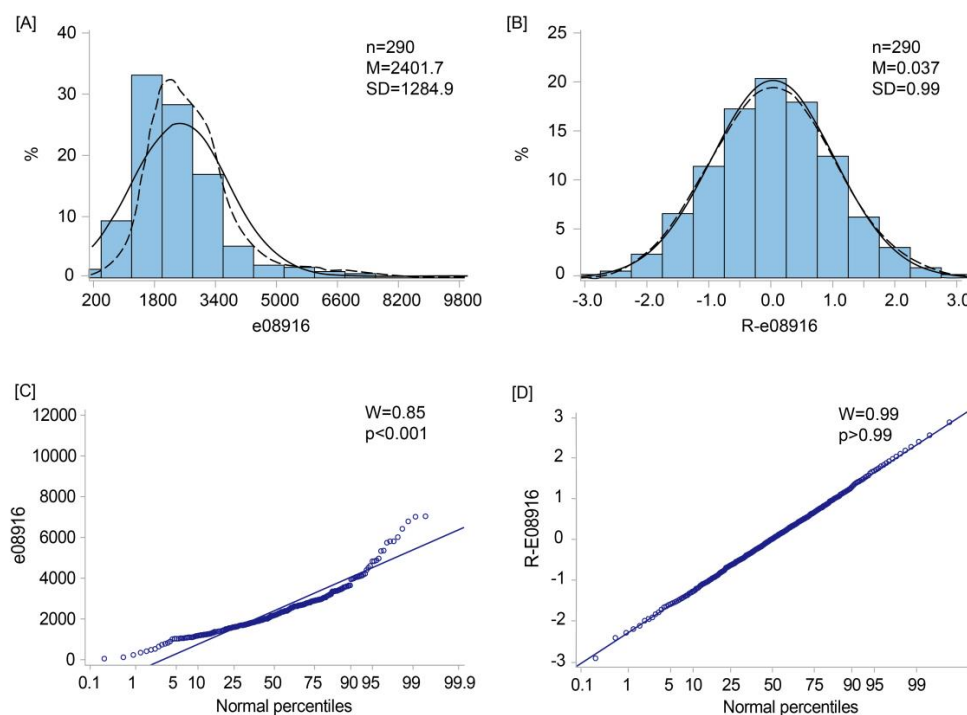 [A]
n=290
M=2401.7
SD=1284.9
%
40
30
20
10
0
200 1800 3400 5000 6600 8200 9800
e08916
[B]
n=290
M=0.037
SD=0.99
%
25
20
15
10
5
0
-3.0 -2.0 -1.0 0.0 1.0 2.0 3.0
R-e08916
[C]
W=0.85
p<0.001
e08916
12000
10000
8000
6000
4000
2000
0
0.1 1 5 10 25 50 75 90 95 99 99.9
Normal percentiles
[D]
W=0.99
p>0.99
R-E08916
3
2
1
0
-1
-2
-3
0.1 1 5 10 25 50 75 90 95 99
Normal percentiles